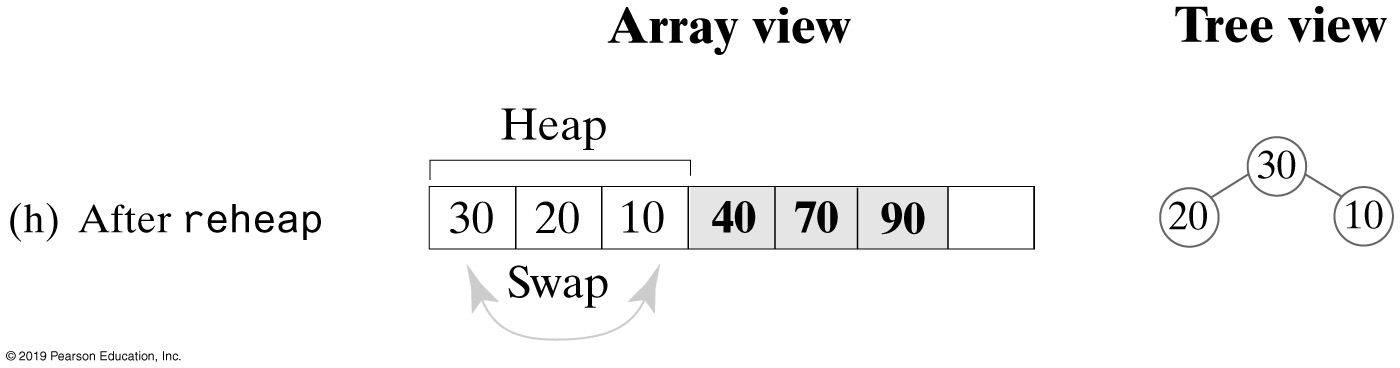 Array view
Tree view
Heap
(h) After reheap
30 20 10 40 70 90
Swap
30
20
10
© 2019 Pearson Education, Inc.